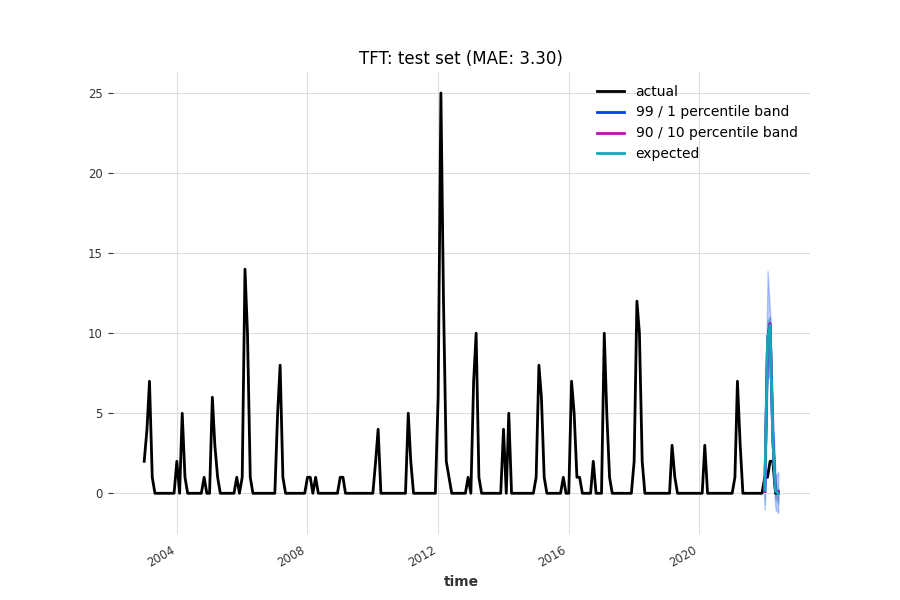 TFT: test set (MAE: 3.30)
actual
99 / 1 percentile band
90 / 10 percentile band
expected
25
20
15
10
5
0
2004
2008
2012
2016
2020
time